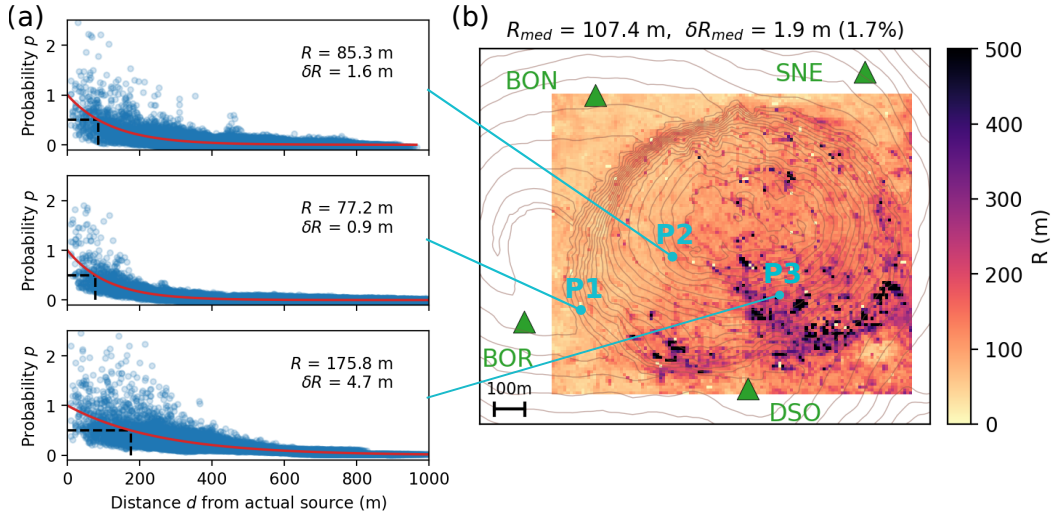 (a)
Probability p
2
1
0
R = 85.3 m
δR = 1.6 m
Probability p
2
1
0
R = 77.2 m
δR = 0.9 m
Probability p
2
1
0
R = 175.8 m
δR = 4.7 m
0 200 400 600 800 1000
Distance d from actual source (m)
(b)
R_med = 107.4 m, δR_med = 1.9 m (1.7%)
BON
SNE
P2
P3
P1
BOR
100m
DSO
500
400
300
200
100
0
R (m)